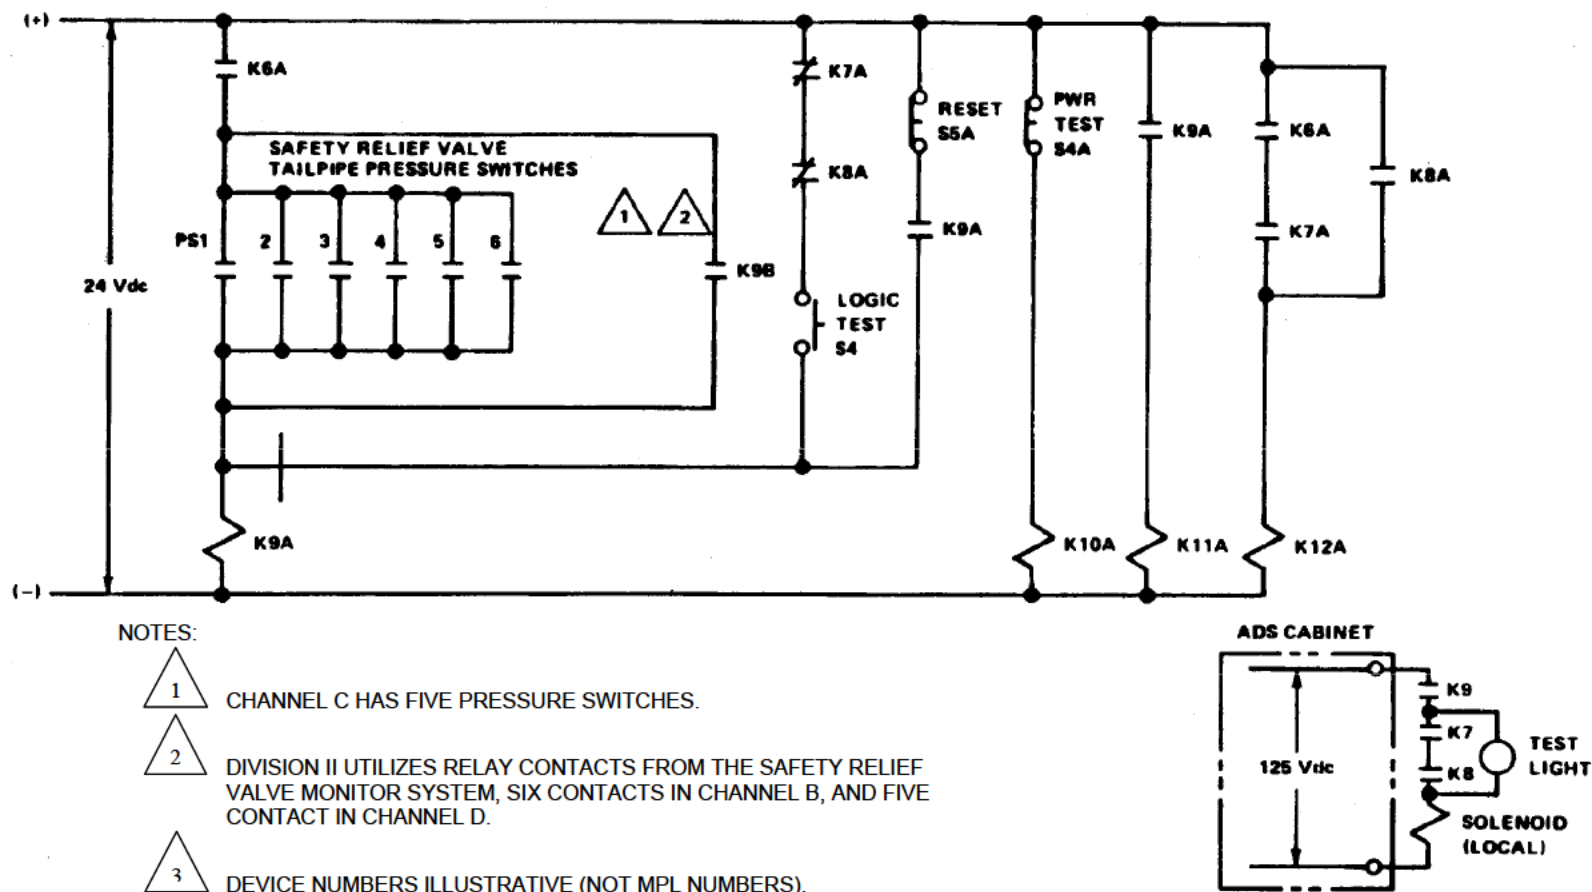 (+)
K6A
SAFETY RELIEF VALVE
TAILPIPE PRESSURE SWITCHES
PS1
2
3
4
5
6
1
2
K9B
24 Vdc
K7A
K8A
LOGIC
TEST
S4
RESET
S5A
K9A
PWR
TEST
S4A
K9A
K6A
K7A
K8A
K9A
K10A
K11A
K12A
(-)
NOTES:
1 CHANNEL C HAS FIVE PRESSURE SWITCHES.
2 DIVISION II UTILIZES RELAY CONTACTS FROM THE SAFETY RELIEF
VALVE MONITOR SYSTEM, SIX CONTACTS IN CHANNEL B, AND FIVE
CONTACT IN CHANNEL D.
3 DEVICE NUMBERS ILLUSTRATIVE (NOT MPL NUMBERS).
ADS CABINET
125 Vdc
K9
K7
K8
TEST
LIGHT
SOLENOID
(LOCAL)